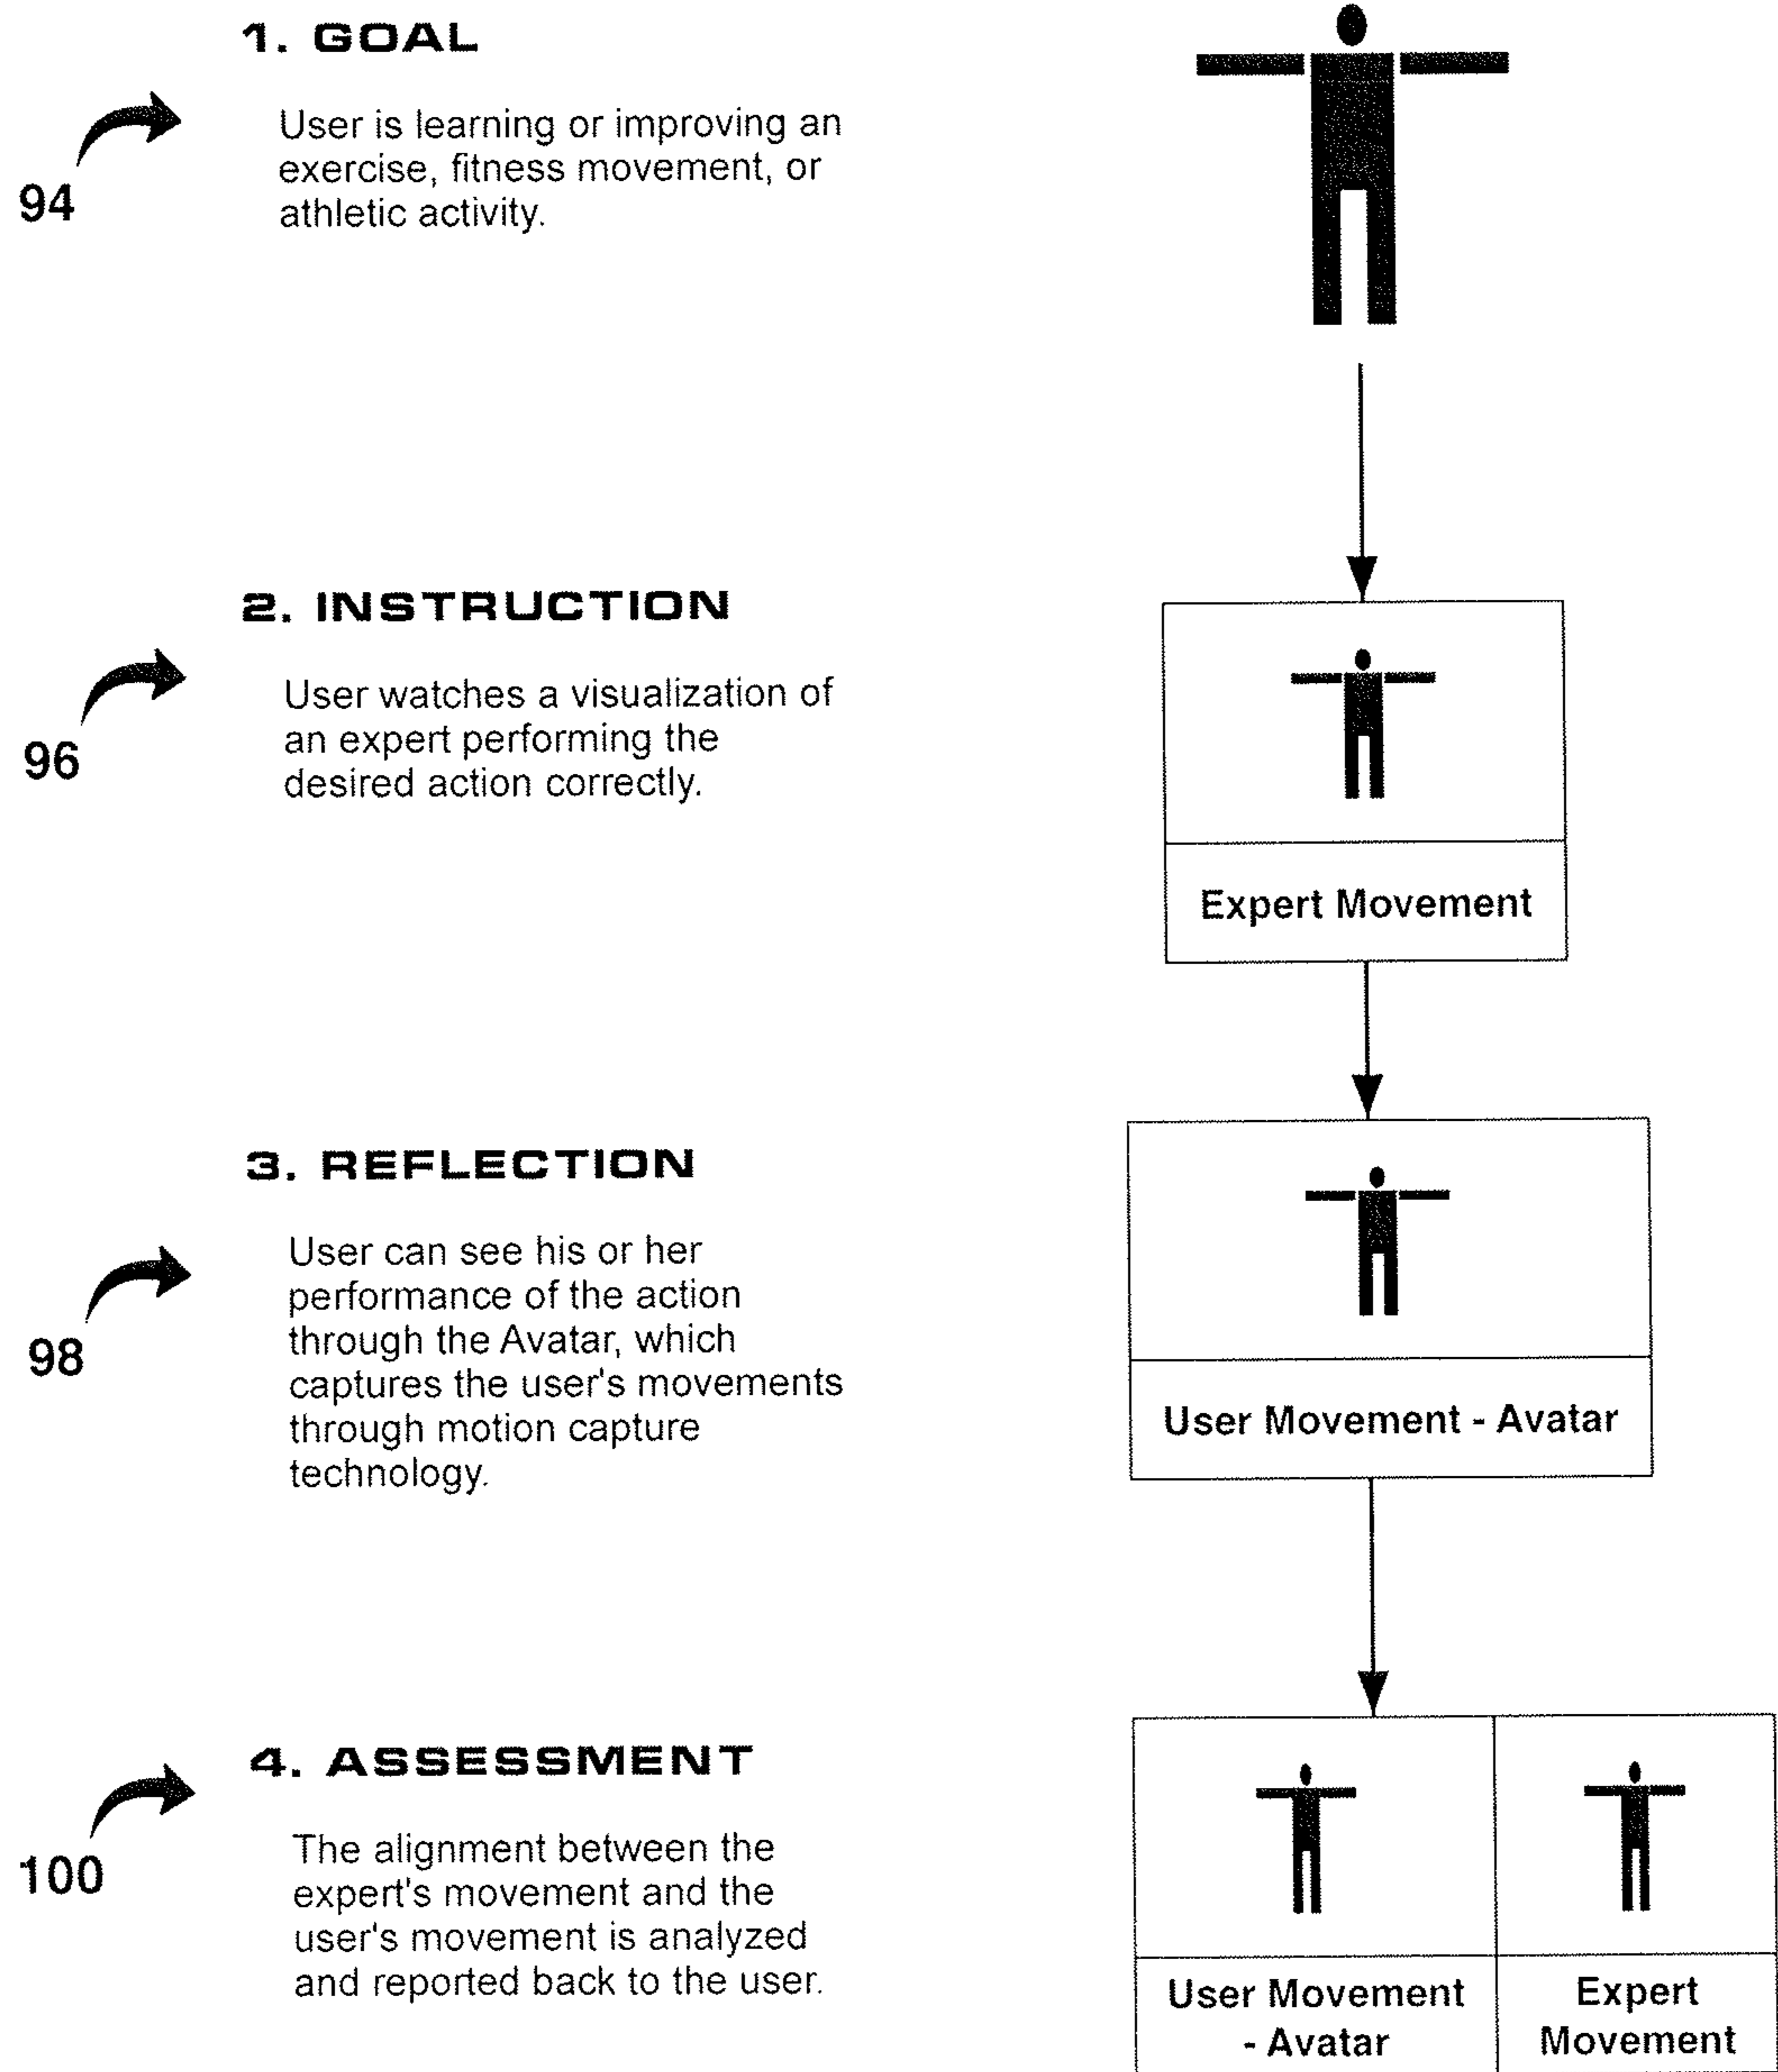 1. GOAL
94
User is learning or improving an
exercise, fitness movement, or
athletic activity.
2. INSTRUCTION
96
User watches a visualization of
an expert performing the
desired action correctly.
Expert Movement
3. REFLECTION
98
User can see his or her
performance of the action
through the Avatar, which
captures the user's movements
through motion capture
technology.
User Movement - Avatar
4. ASSESSMENT
100
The alignment between the
expert's movement and the
user's movement is analyzed
and reported back to the user.
User Movement
- Avatar
Expert
Movement